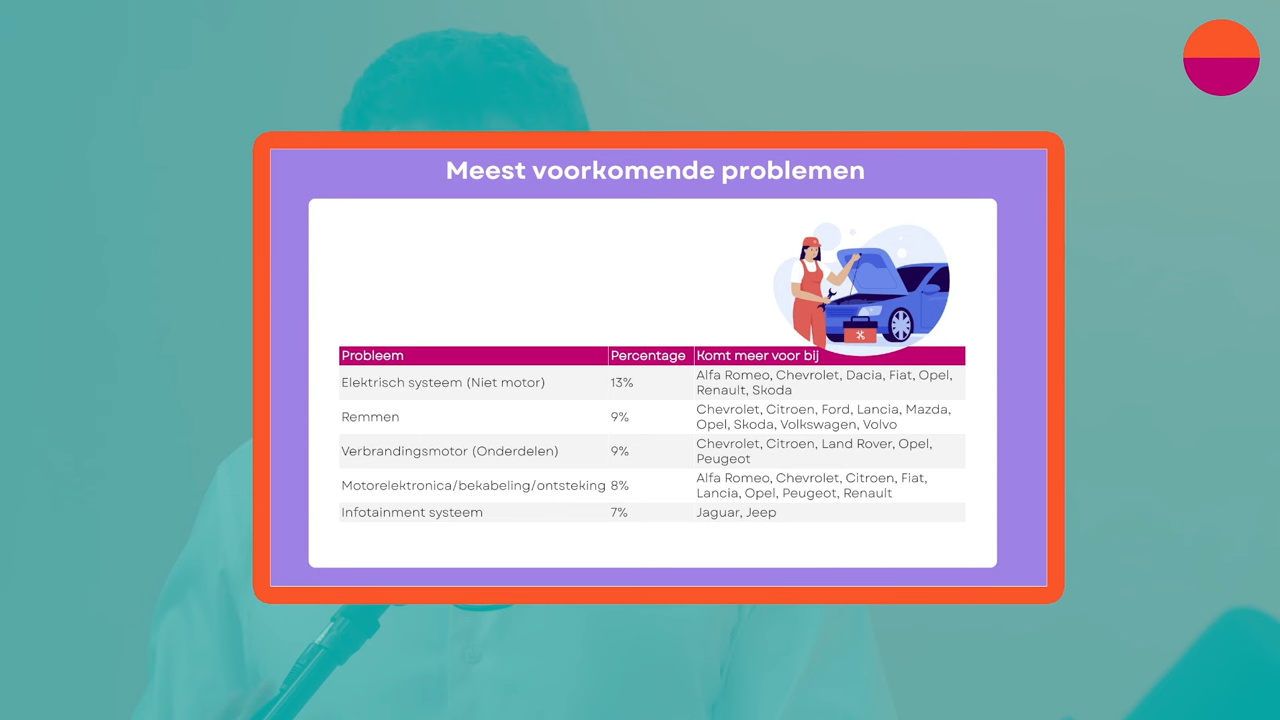 Meest voorkomende problemen
Probleem Percentage Komt meer voor bij
Elektrisch systeem (Niet motor) 13% Alfa Romeo, Chevrolet, Dacia, Fiat, Opel,
Renault, Skoda
Remmen 9% Chevrolet, Citroen, Ford, Lancia, Mazda,
Opel, Skoda, Volkswagen, Volvo
Verbrandingsmotor (Onderdelen) 9% Chevrolet, Citroen, Land Rover, Opel,
Peugeot
Motorelektronica/bekabeling/ontsteking 8% Alfa Romeo, Chevrolet, Citroen, Fiat,
Lancia, Opel, Peugeot, Renault
Infotainment systeem 7% Jaguar, Jeep